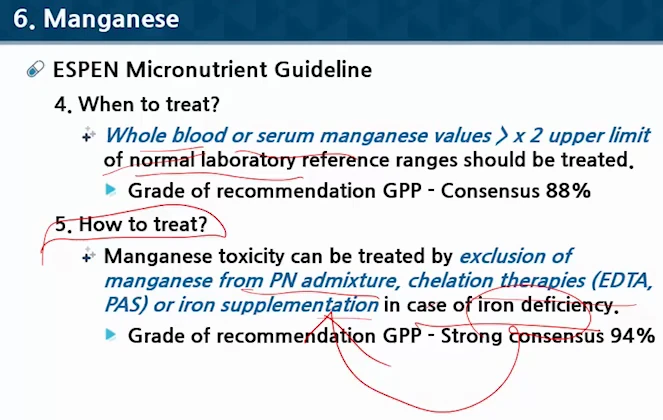 6. Manganese
ESPEN Micronutrient Guideline
4. When to treat?
Whole blood or serum manganese values > x 2 upper limit
of normal laboratory reference ranges should be treated.
Grade of recommendation GPP - Consensus 88%
5. How to treat?
Manganese toxicity can be treated by exclusion of
manganese from PN admixture, chelation therapies (EDTA,
PAS) or iron supplementation in case of iron deficiency.
Grade of recommendation GPP - Strong consensus 94%